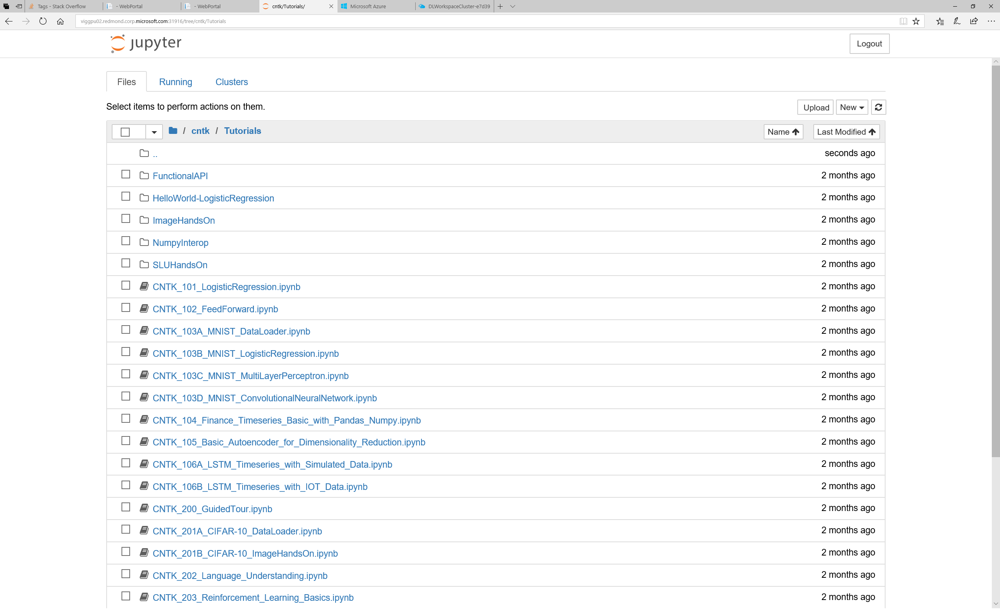 Tags - Stack Overflow
- WebPortal
- WebPortal
cntk/Tutorials/
Microsoft Azure
DLWorkspaceCluster-e7d39
viggpu02.redmond.corp.microsoft.com:31916/tree/cntk/Tutorials
jupyter
Logout
Files Running Clusters
Select items to perform actions on them.
Upload New
/ cntk / Tutorials
Name Last Modified
.. seconds ago
FunctionalAPI 2 months ago
HelloWorld-LogisticRegression 2 months ago
ImageHandsOn 2 months ago
NumpyInterop 2 months ago
SLUHandsOn 2 months ago
CNTK_101_LogisticRegression.ipynb 2 months ago
CNTK_102_FeedForward.ipynb 2 months ago
CNTK_103A_MNIST_DataLoader.ipynb 2 months ago
CNTK_103B_MNIST_LogisticRegression.ipynb 2 months ago
CNTK_103C_MNIST_MultiLayerPerceptron.ipynb 2 months ago
CNTK_103D_MNIST_ConvolutionalNeuralNetwork.ipynb 2 months ago
CNTK_104_Finance_Timeseries_Basic_with_Pandas_Numpy.ipynb 2 months ago
CNTK_105_Basic_Autoencoder_for_Dimensionality_Reduction.ipynb 2 months ago
CNTK_106A_LSTM_Timeseries_with_Simulated_Data.ipynb 2 months ago
CNTK_106B_LSTM_Timeseries_with_IOT_Data.ipynb 2 months ago
CNTK_200_GuidedTour.ipynb 2 months ago
CNTK_201A_CIFAR-10_DataLoader.ipynb 2 months ago
CNTK_201B_CIFAR-10_ImageHandsOn.ipynb 2 months ago
CNTK_202_Language_Understanding.ipynb 2 months ago
CNTK_203_Reinforcement_Learning_Basics.ipynb 2 months ago